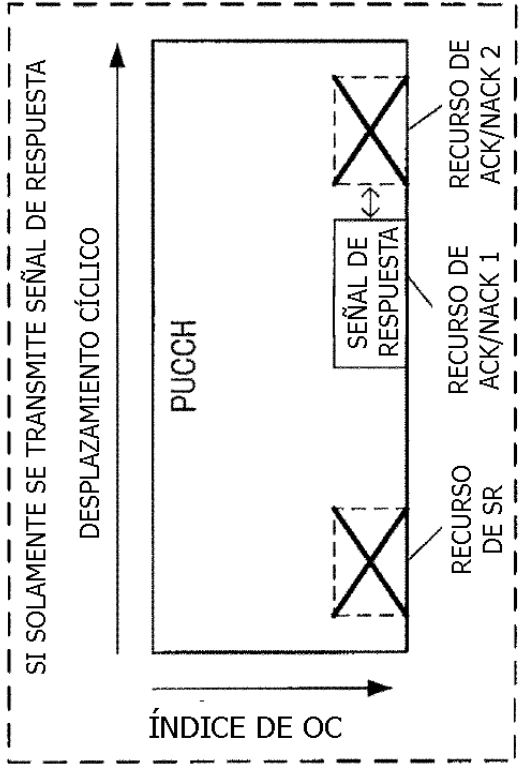 SI SOLAMENTE SE TRANSMITE SEÑAL DE RESPUESTA
DESPLAZAMIENTO CÍCLICO
PUCCH
SEÑAL DE
RESPUESTA
RECURSO
DE SR
RECURSO DE
ACK/NACK 1
RECURSO DE
ACK/NACK 2
ÍNDICE DE OC